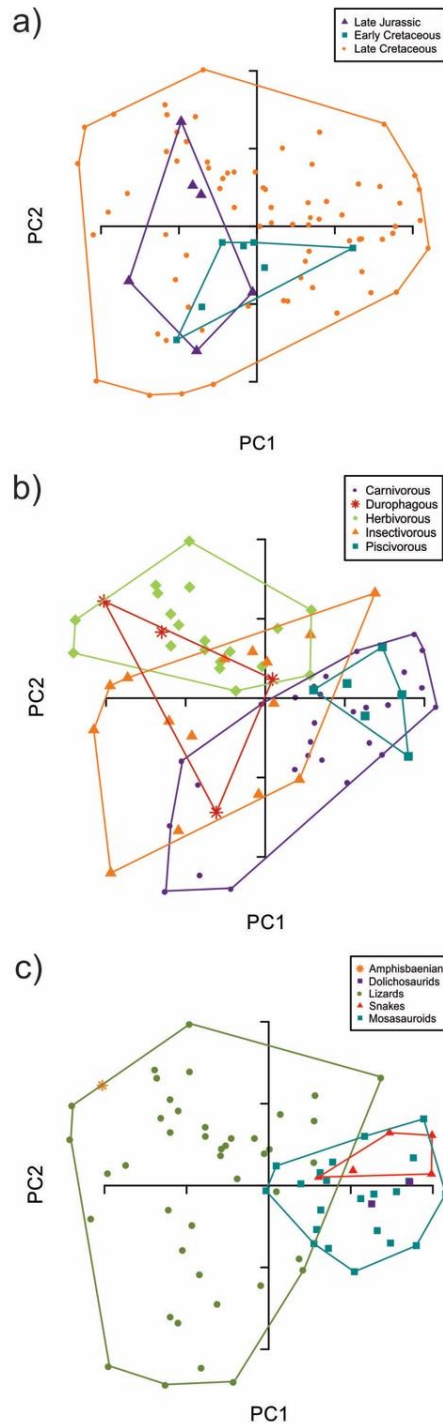 a)
Late Jurassic
Early Cretaceous
Late Cretaceous
PC2
PC1
b)
Carnivorous
Durophagous
Herbivorous
Insectivorous
Piscivorous
PC2
PC1
c)
Amphisbaenian
Dolichosaurids
Lizards
Snakes
Mosasauroids
PC2
PC1